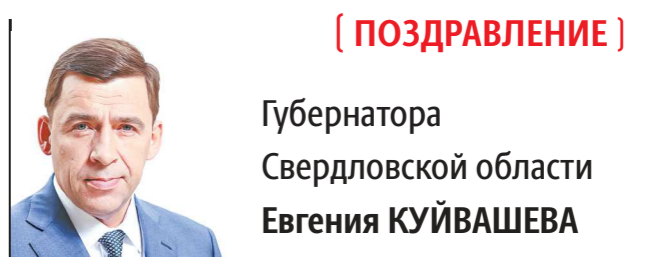 ( ПОЗДРАВЛЕНИЕ )
Губернатора
Свердловской области
Евгения КУЙВАШЕВА